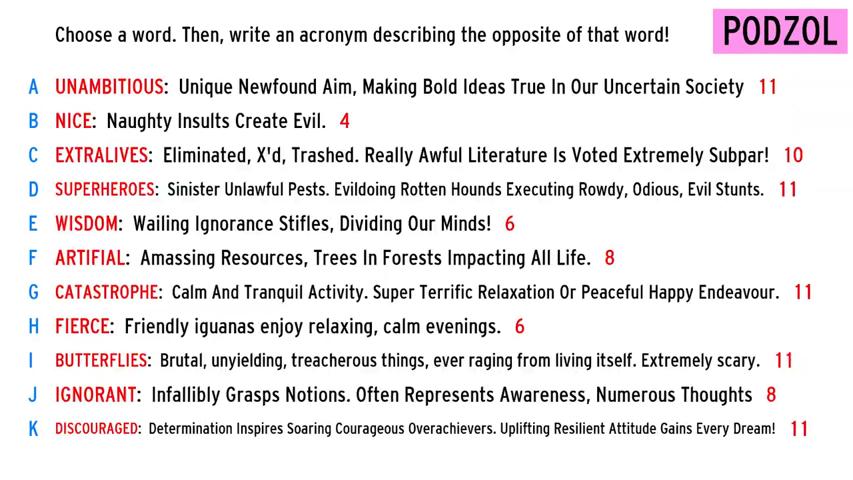 Choose a word. Then, write an acronym describing the opposite of that word!
PODZOL
A UNAMBITIOUS: Unique Newfound Aim, Making Bold Ideas True In Our Uncertain Society 11
B NICE: Naughty Insults Create Evil. 4
C EXTRALIVES: Eliminated, X'd, Trashed. Really Awful Literature Is Voted Extremely Subpar! 10
D SUPERHEROES: Sinister Unlawful Pests. Evildoing Rotten Hounds Executing Rowdy, Odious, Evil Stunts. 11
E WISDOM: Wailing Ignorance Stifles, Dividing Our Minds! 6
F ARTIFIAL: Amassing Resources, Trees In Forests Impacting All Life. 8
G CATASTROPHE: Calm And Tranquil Activity. Super Terrific Relaxation Or Peaceful Happy Endeavour. 11
H FIERCE: Friendly iguanas enjoy relaxing, calm evenings. 6
I BUTTERFLIES: Brutal, unyielding, treacherous things, ever raging from living itself. Extremely scary. 11
J IGNORANT: Infallibly Grasps Notions. Often Represents Awareness, Numerous Thoughts 8
K DISCOURAGED: Determination Inspires Soaring Courageous Overachievers. Uplifting Resilient Attitude Gains Every Dream! 11